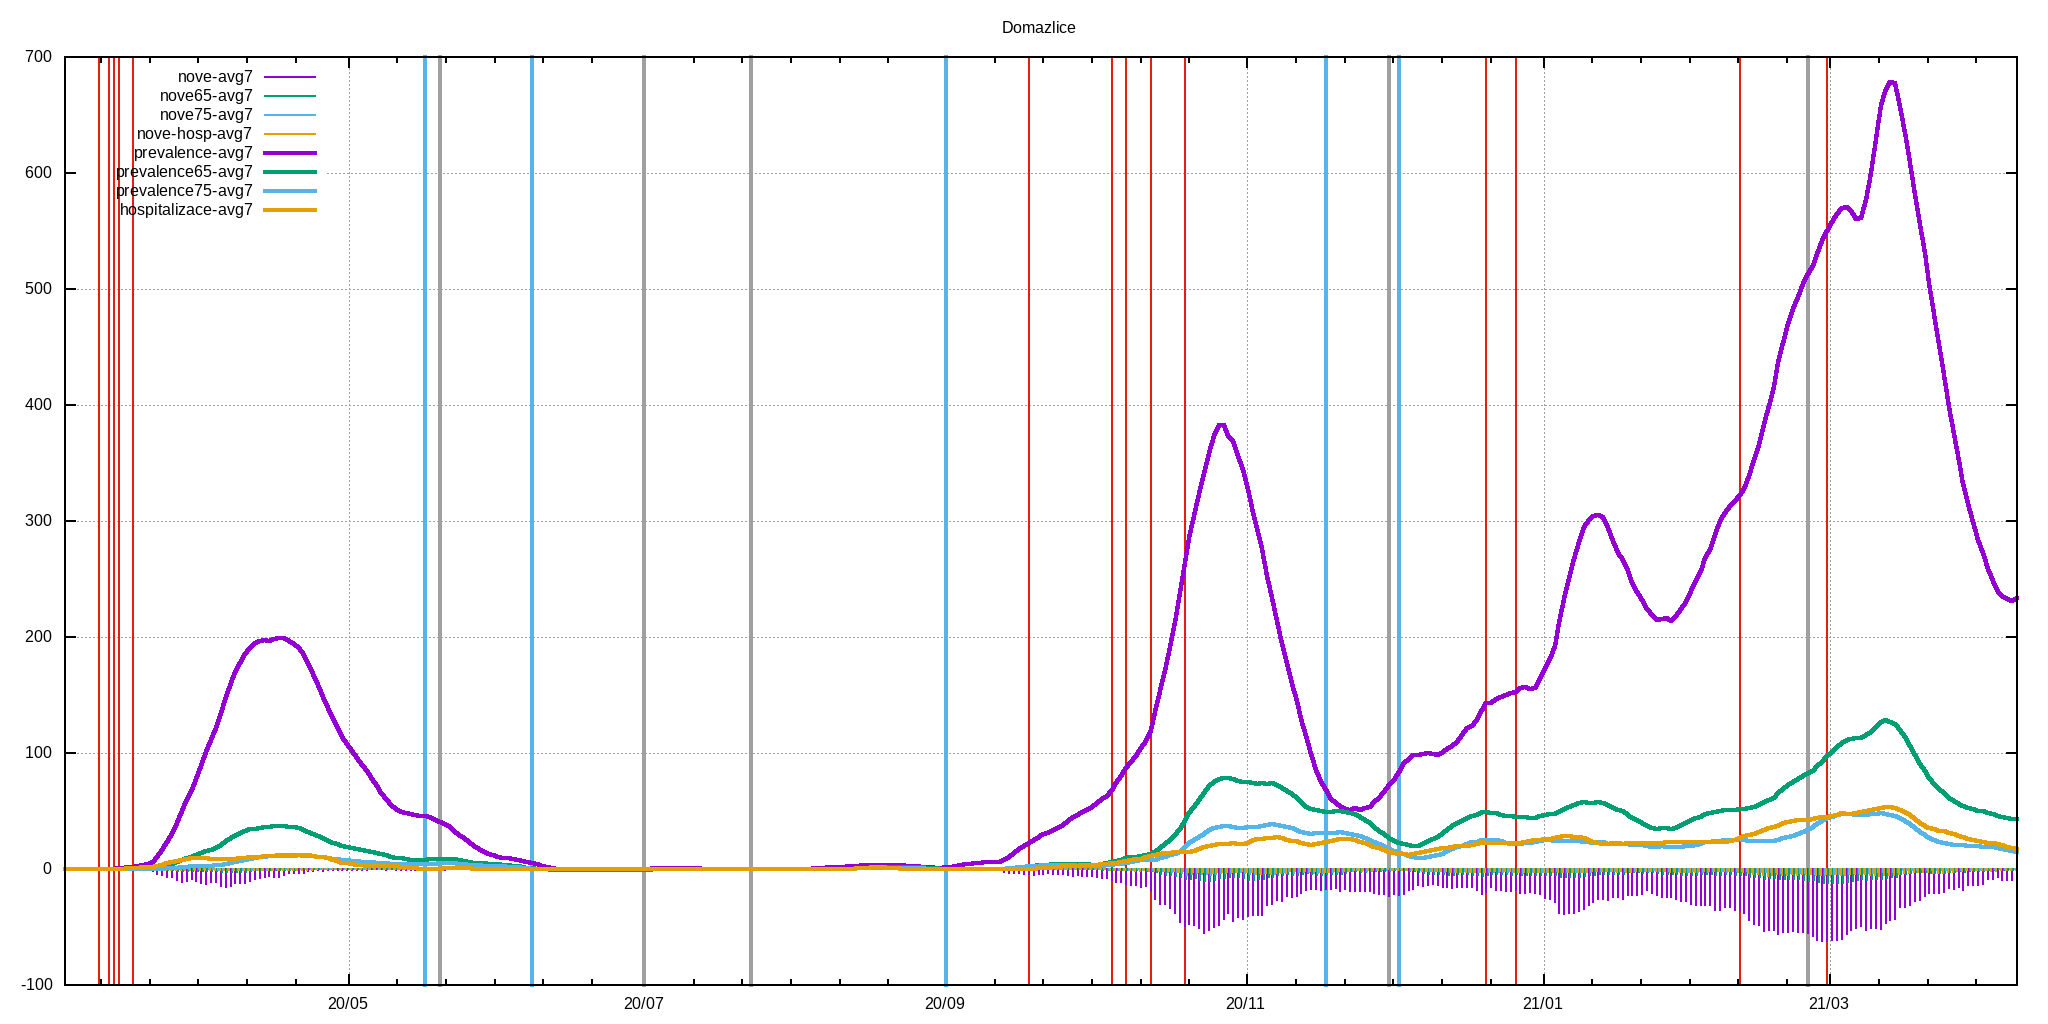 Domazlice
700
600
500
400
300
200
100
0
-100
nove-avg7
nove65-avg7
nove75-avg7
nove-hosp-avg7
prevalence-avg7
prevalence65-avg7
prevalence75-avg7
hospitalizace-avg7
20/05
20/07
20/09
20/11
21/01
21/03